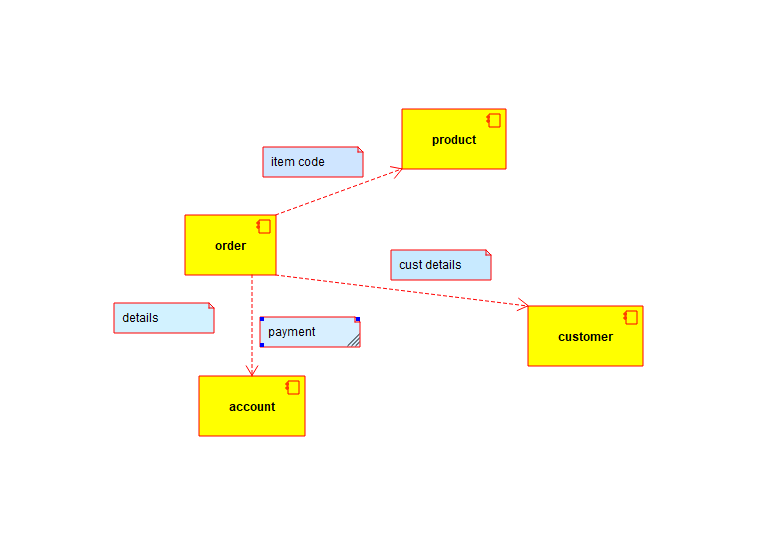 product
item code
order
cust details
details
payment
customer
account